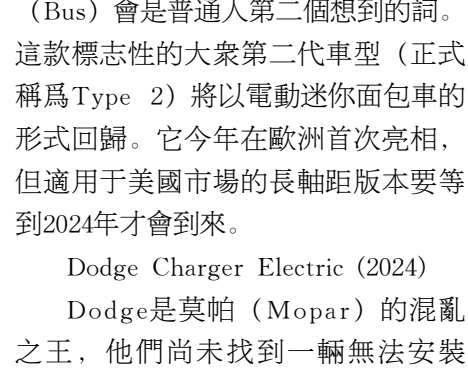 （Bus）會是普通人第二個想到的詞。
這款標志性的大衆第二代車型（正式
稱爲Type 2）將以電動迷你面包車的
形式回歸。它今年在歐洲首次亮相，
但適用于美國市場的長軸距版本要等
到2024年才會到來。
Dodge Charger Electric (2024)
Dodge是莫帕（Mopar）的混亂
之王，他們尚未找到一輛無法安裝